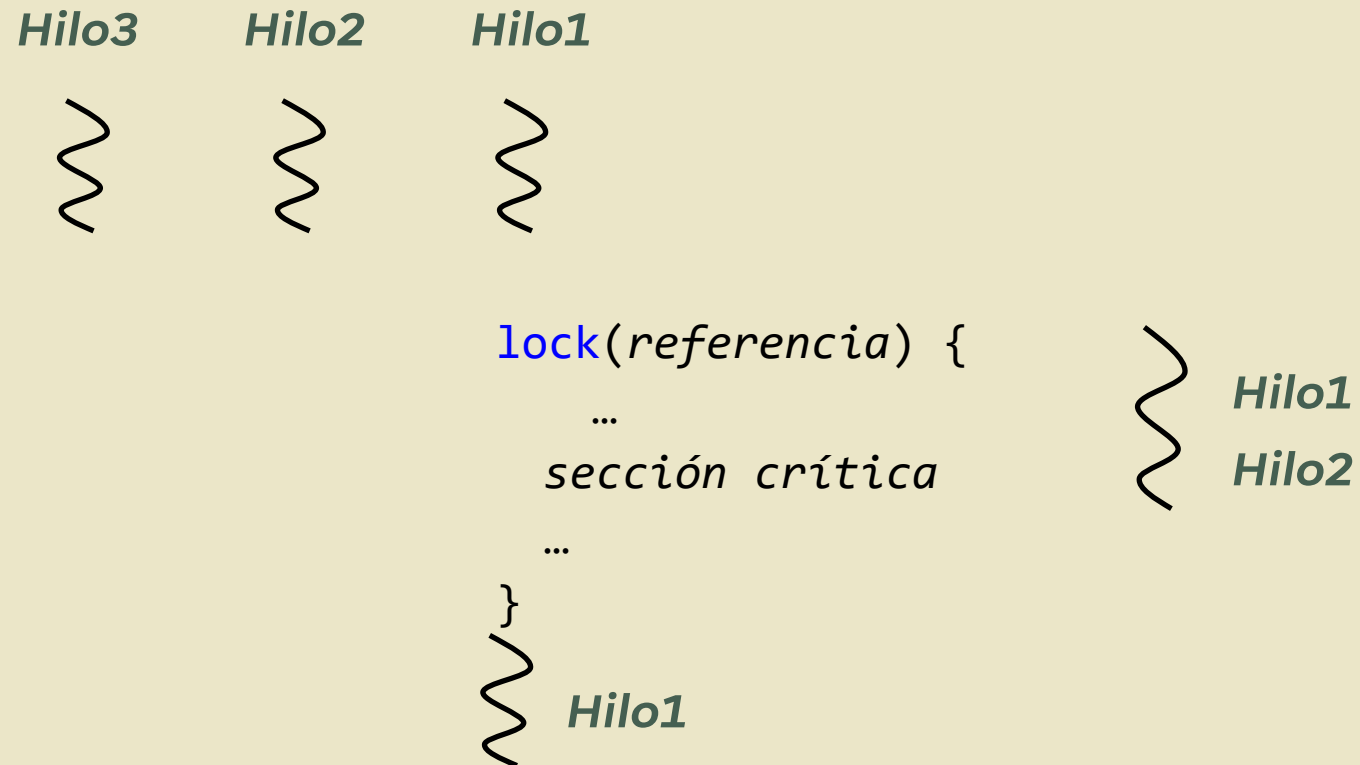 Hilo3 Hilo2 Hilo1
lock(referencia) {
…
sección crítica
…
}
Hilo1
Hilo2
Hilo1